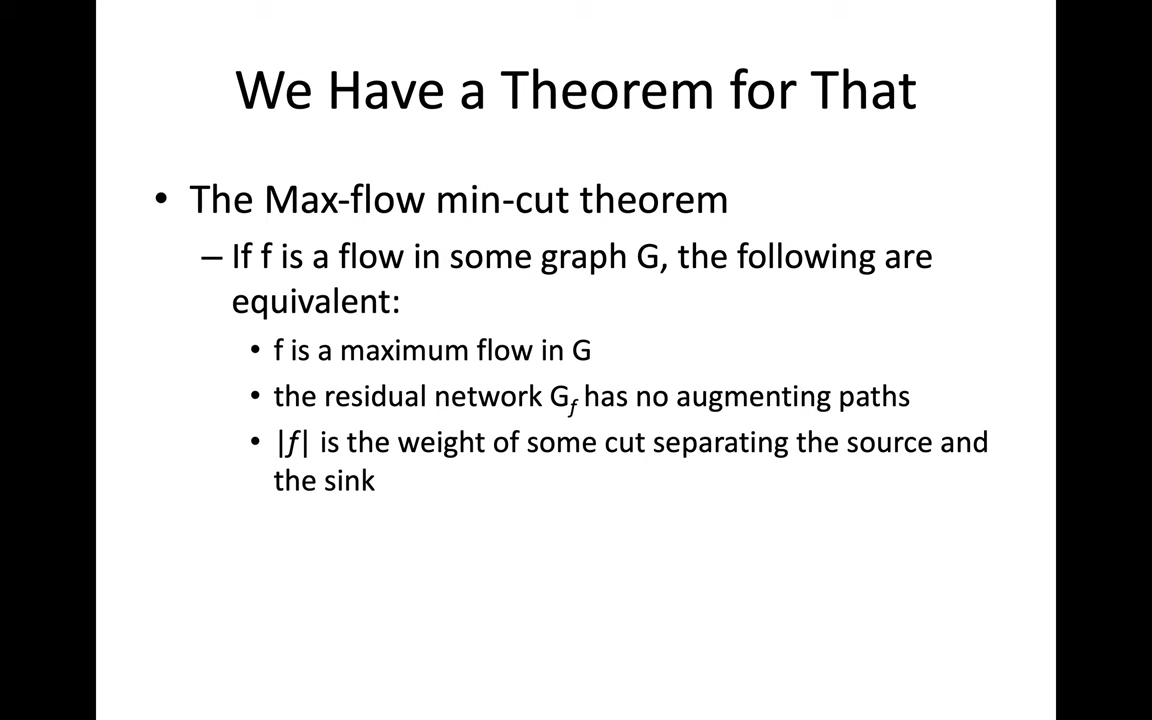 We Have a Theorem for That
• The Max-flow min-cut theorem
– If f is a flow in some graph G, the following are
equivalent:
• f is a maximum flow in G
• the residual network G_f has no augmenting paths
• |f| is the weight of some cut separating the source and
the sink